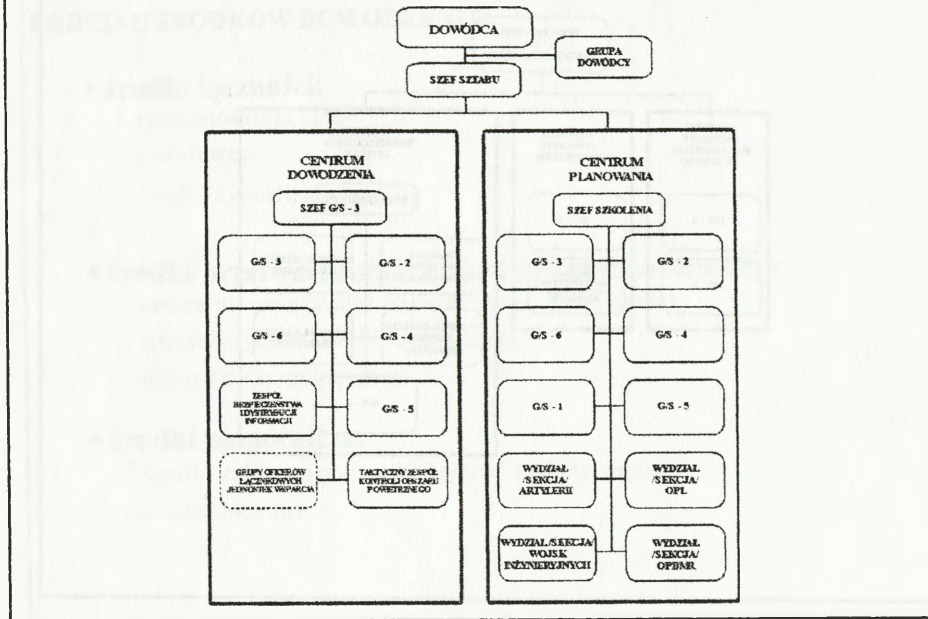 DOWÓDCA
GRUPA
DOWÓDCY
SZEF SZTABU
CENTRUM
DOWODZENIA
SZEF G/S - 3
G/S - 3
G/S - 2
G/S - 6
G/S - 4
ZESPÓŁ
BEZPIECZEŃSTWA
I DYSTRYBUCJI
INFORMACJI
G/S - 5
GRUPY OFICERÓW
ŁĄCZNIKOWYCH
JEDNOSTEK WSPARCIA
TAKTYCZNY ZESPÓŁ
KONTROLI OBSZARU
POWIETRZNEGO
CENTRUM
PLANOWANIA
SZEF SZKOLENIA
G/S - 3
G/S - 2
G/S - 6
G/S - 4
G/S - 1
G/S - 5
WYDZIAŁ
/SEKCJA/
ARTYLERII
WYDZIAŁ
/SEKCJA/
OPL
WYDZIAŁ /SEKCJA/
WOJSK
INŻYNIERYJNYCH
WYDZIAŁ
/SEKCJA/
OPBMR